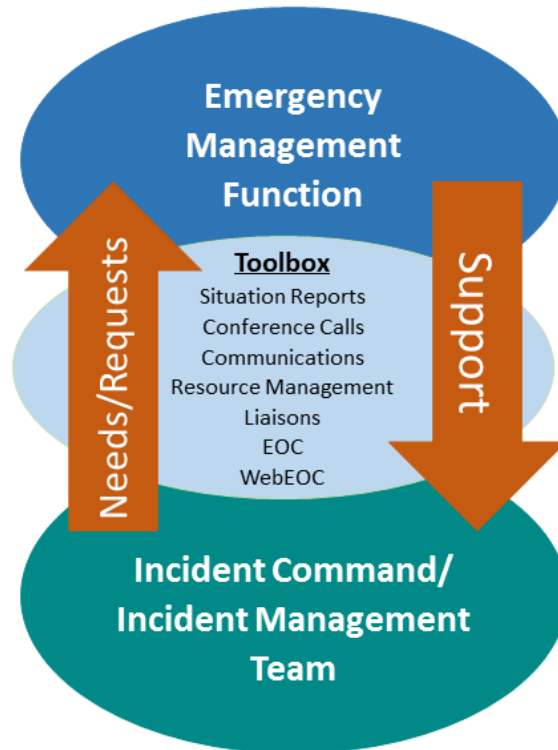 Emergency
Management
Function
Needs/Requests
Toolbox
Situation Reports
Conference Calls
Communications
Resource Management
Liaisons
EOC
WebEOC
Support
Incident Command/
Incident Management
Team